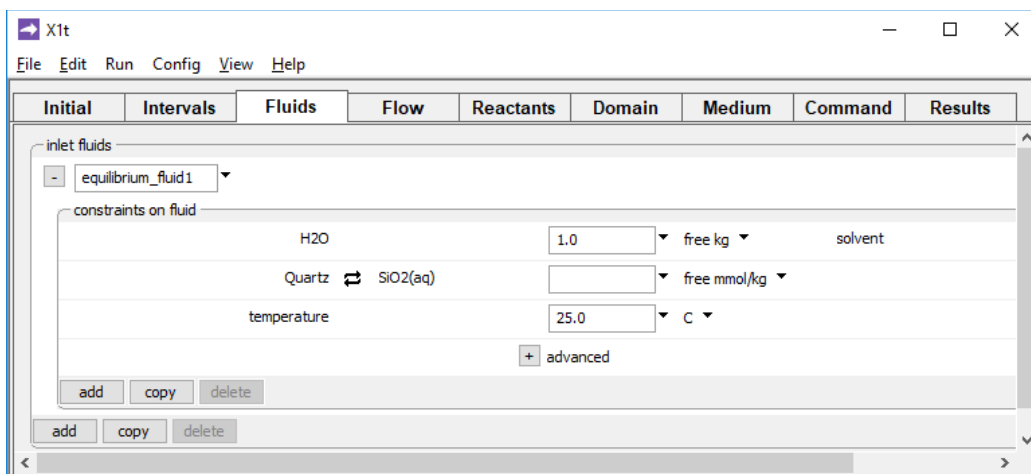 X1t
File Edit Run Config View Help
Initial Intervals Fluids Flow Reactants Domain Medium Command Results
inlet fluids
- equilibrium_fluid1
constraints on fluid
H2O 1.0 free kg solvent
Quartz SiO2(aq) free mmol/kg
temperature 25.0 C
+ advanced
add copy delete
add copy delete